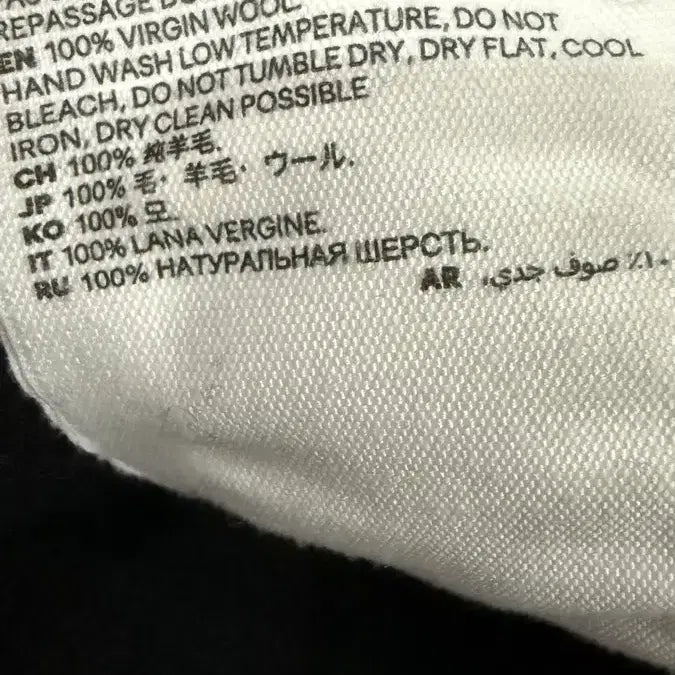 REPASSAGE
EN 100% VIRGIN WOOL
HAND WASH LOW TEMPERATURE, DO NOT
BLEACH, DO NOT TUMBLE DRY, DRY FLAT, COOL
IRON, DRY CLEAN POSSIBLE
CH 100% 纯羊毛.
JP 100% 毛· 羊毛· ウール.
KO 100% 모.
IT 100% LANA VERGINE.
RU 100% НАТУРАЛЬНАЯ ШЕРСТЬ.
AR صوف جدي،